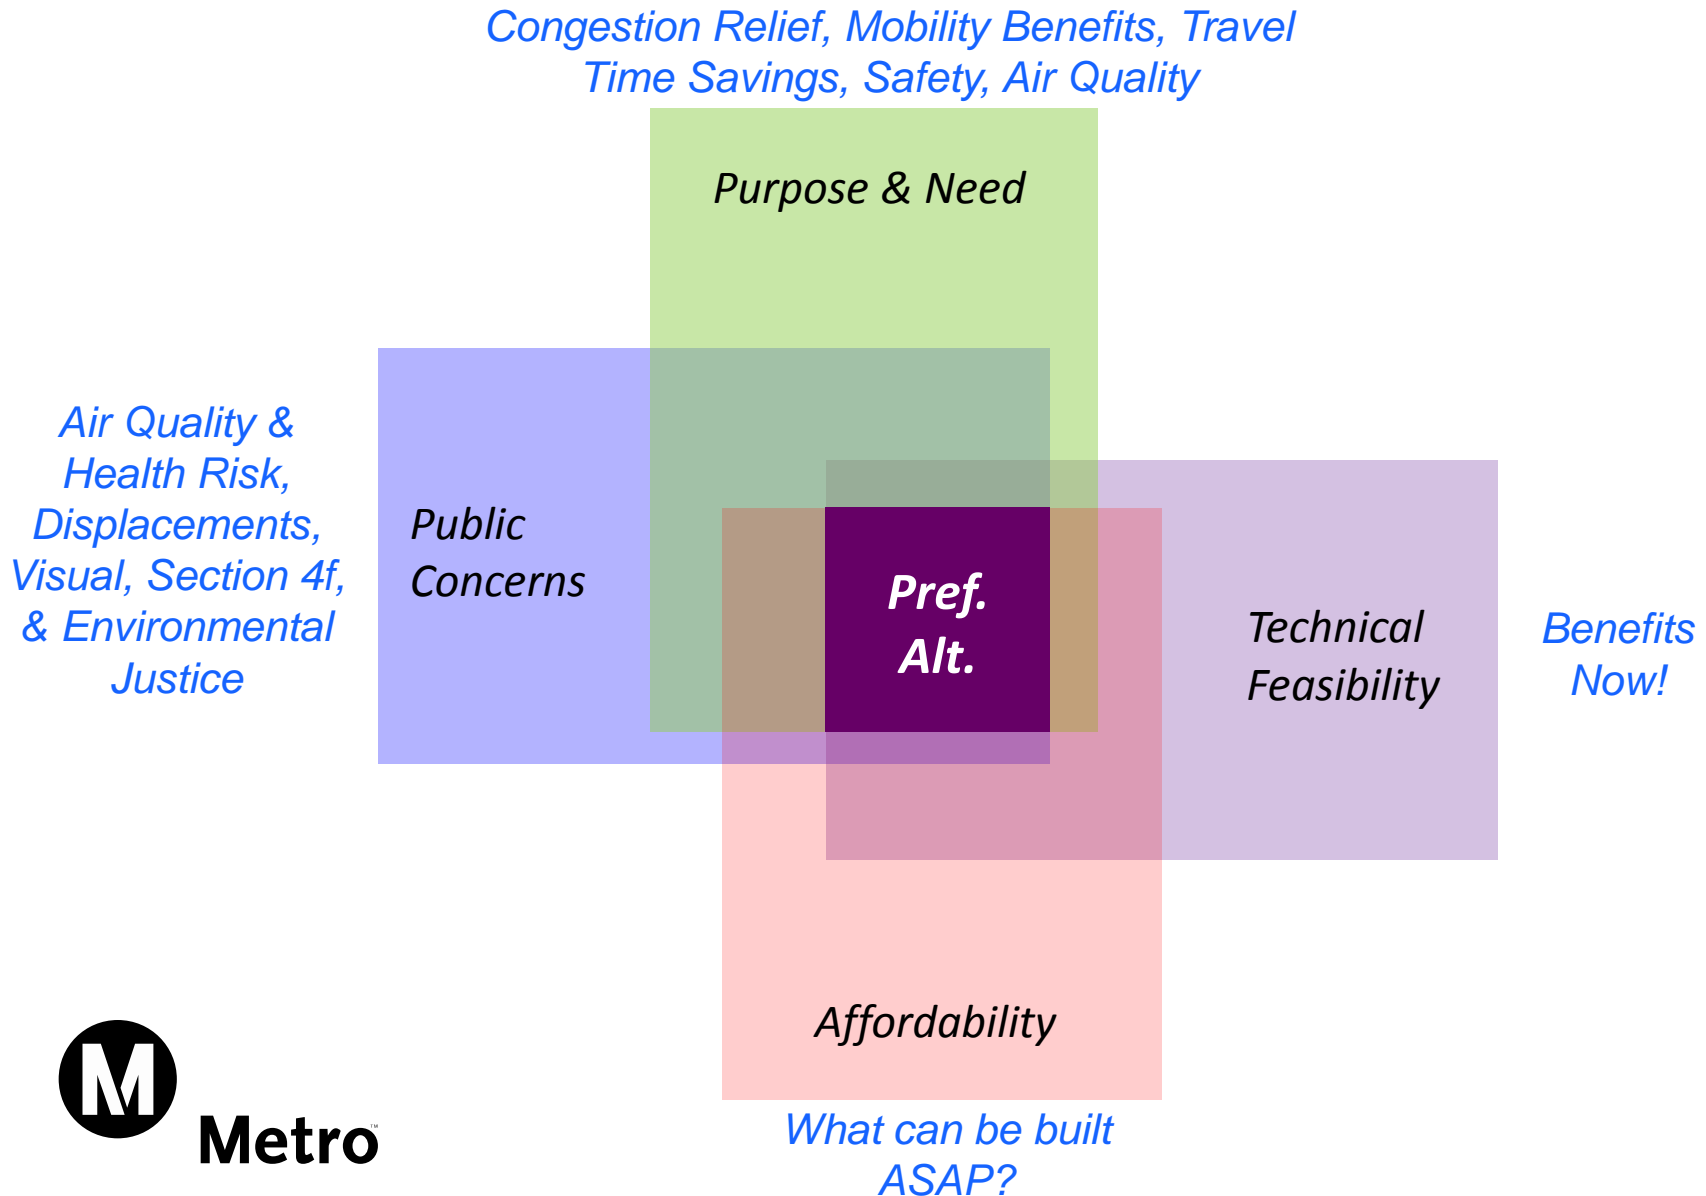 Congestion Relief, Mobility Benefits, Travel
Time Savings, Safety, Air Quality
Purpose & Need
Air Quality &
Health Risk,
Displacements,
Visual, Section 4f,
& Environmental
Justice
Public
Concerns
Pref.
Alt.
Technical
Feasibility
Benefits
Now!
Affordability
What can be built
ASAP?
M
Metro™